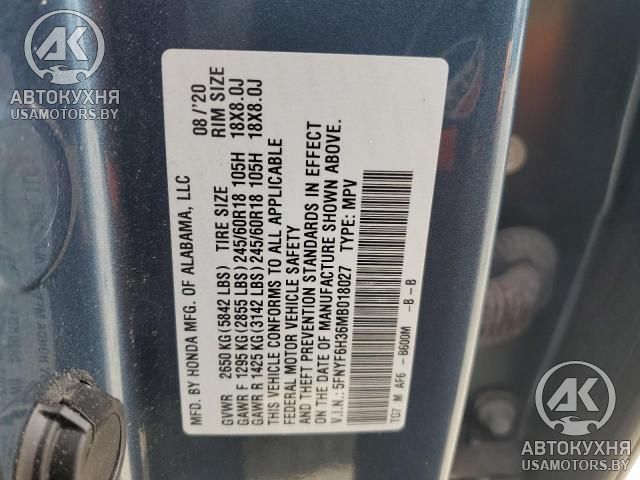 MFD. BY HONDA MFG. OF ALABAMA, LLC 08 /'20
TIRE SIZE RIM SIZE
GVWR 2650 KG (5842 LBS)
GAWR F 1295 KG (2855 LBS) 245/60R18 105H 18X8.0J
GAWR R 1425 KG (3142 LBS) 245/60R18 105H 18X8.0J
THIS VEHICLE CONFORMS TO ALL APPLICABLE
FEDERAL MOTOR VEHICLE SAFETY
AND THEFT PREVENTION STANDARDS IN EFFECT
ON THE DATE OF MANUFACTURE SHOWN ABOVE.
V.I.N.: 5FNYF6H36MB018027 TYPE: MPV
TG7 M AF6 - B600M -B-B
AK
АВТОКУХНЯ
USAMOTORS.BY
AK
АВТОКУХНЯ
USAMOTORS.BY